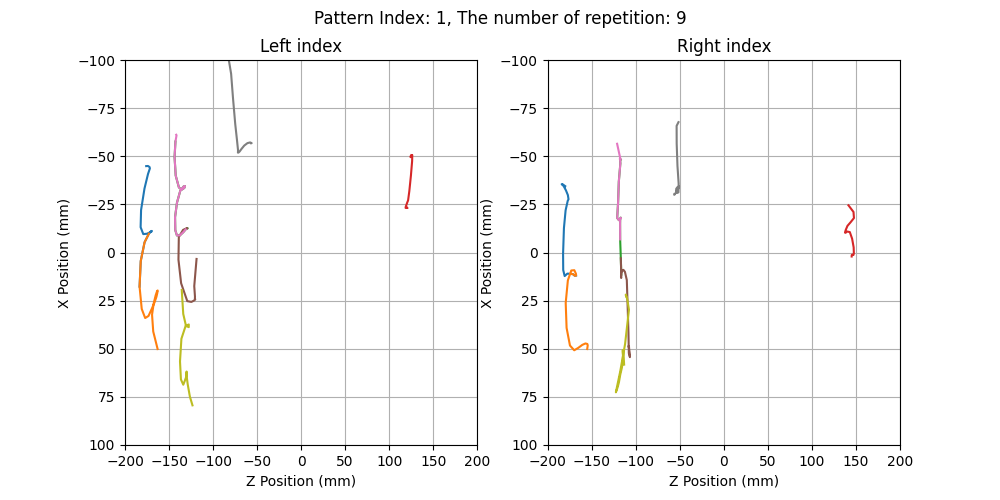 Pattern Index: 1, The number of repetition: 9
Left index
Right index
−100
−75
−50
−25
0
25
50
75
100
X Position (mm)
−200 −150 −100 −50 0 50 100 150 200
Z Position (mm)
−100
−75
−50
−25
0
25
50
75
100
X Position (mm)
−200 −150 −100 −50 0 50 100 150 200
Z Position (mm)